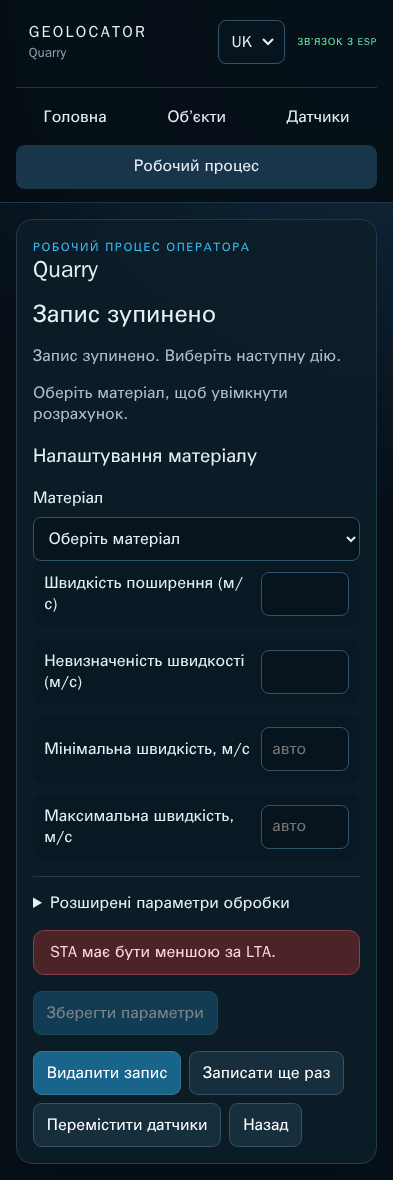 GEOLOCATOR
Quarry
UK
ЗВ'ЯЗОК З ESP
Головна
Об'єкти
Датчики
Робочий процес
РОБОЧИЙ ПРОЦЕС ОПЕРАТОРА
Quarry
Запис зупинено
Запис зупинено. Виберіть наступну дію.
Оберіть матеріал, щоб увімкнути
розрахунок.
Налаштування матеріалу
Матеріал
Оберіть матеріал
Швидкість поширення (м/
с)
Невизначеність швидкості
(м/с)
Мінімальна швидкість, м/с
авто
Максимальна швидкість,
м/с
авто
Розширені параметри обробки
STA має бути меншою за LTA.
Зберегти параметри
Видалити запис
Записати ще раз
Перемістити датчики
Назад